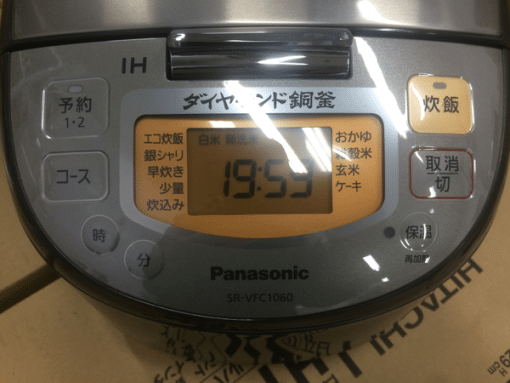 IH
ダイヤモンド銅釜
予約
1・2
炊飯
エコ炊飯
銀シャリ
早炊き
少量
炊込み
白米 無洗米
19:59
おかゆ
雑穀米
玄米
ケーキ
コース
取消
切
時
分
保温
再加熱
Panasonic
SR-VFC1060
HITACHI
29
cm